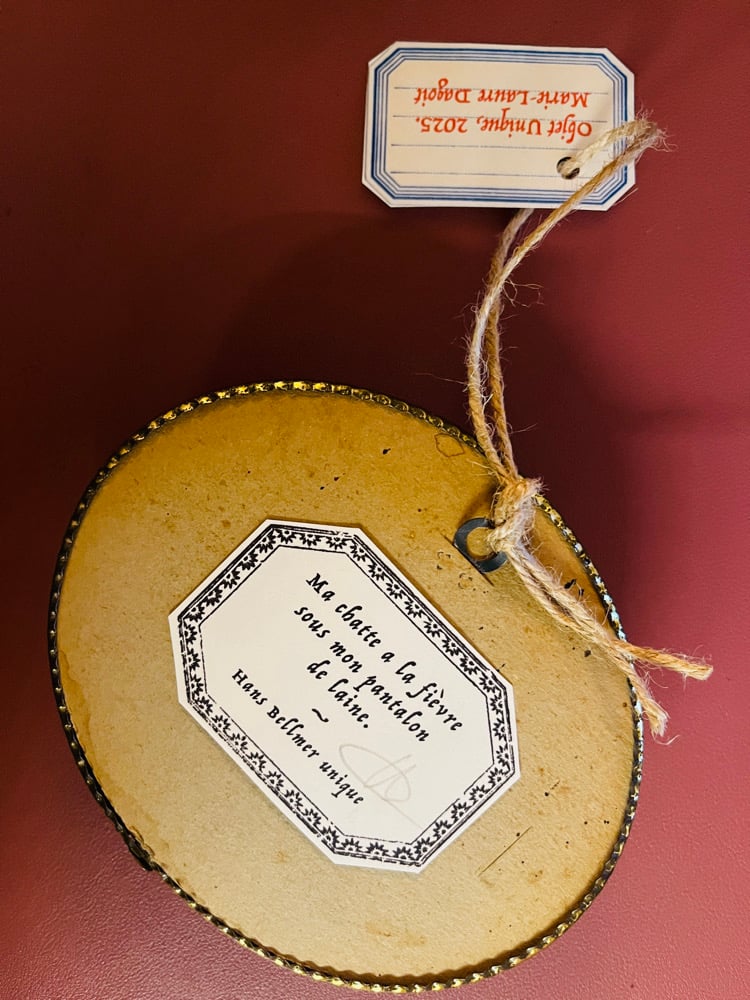 Objet Unique, 2025.
Marie-Laure Dagoit
Ma chatte a la fièvre
sous mon pantalon
de laine.
~
Hans Bellmer unique